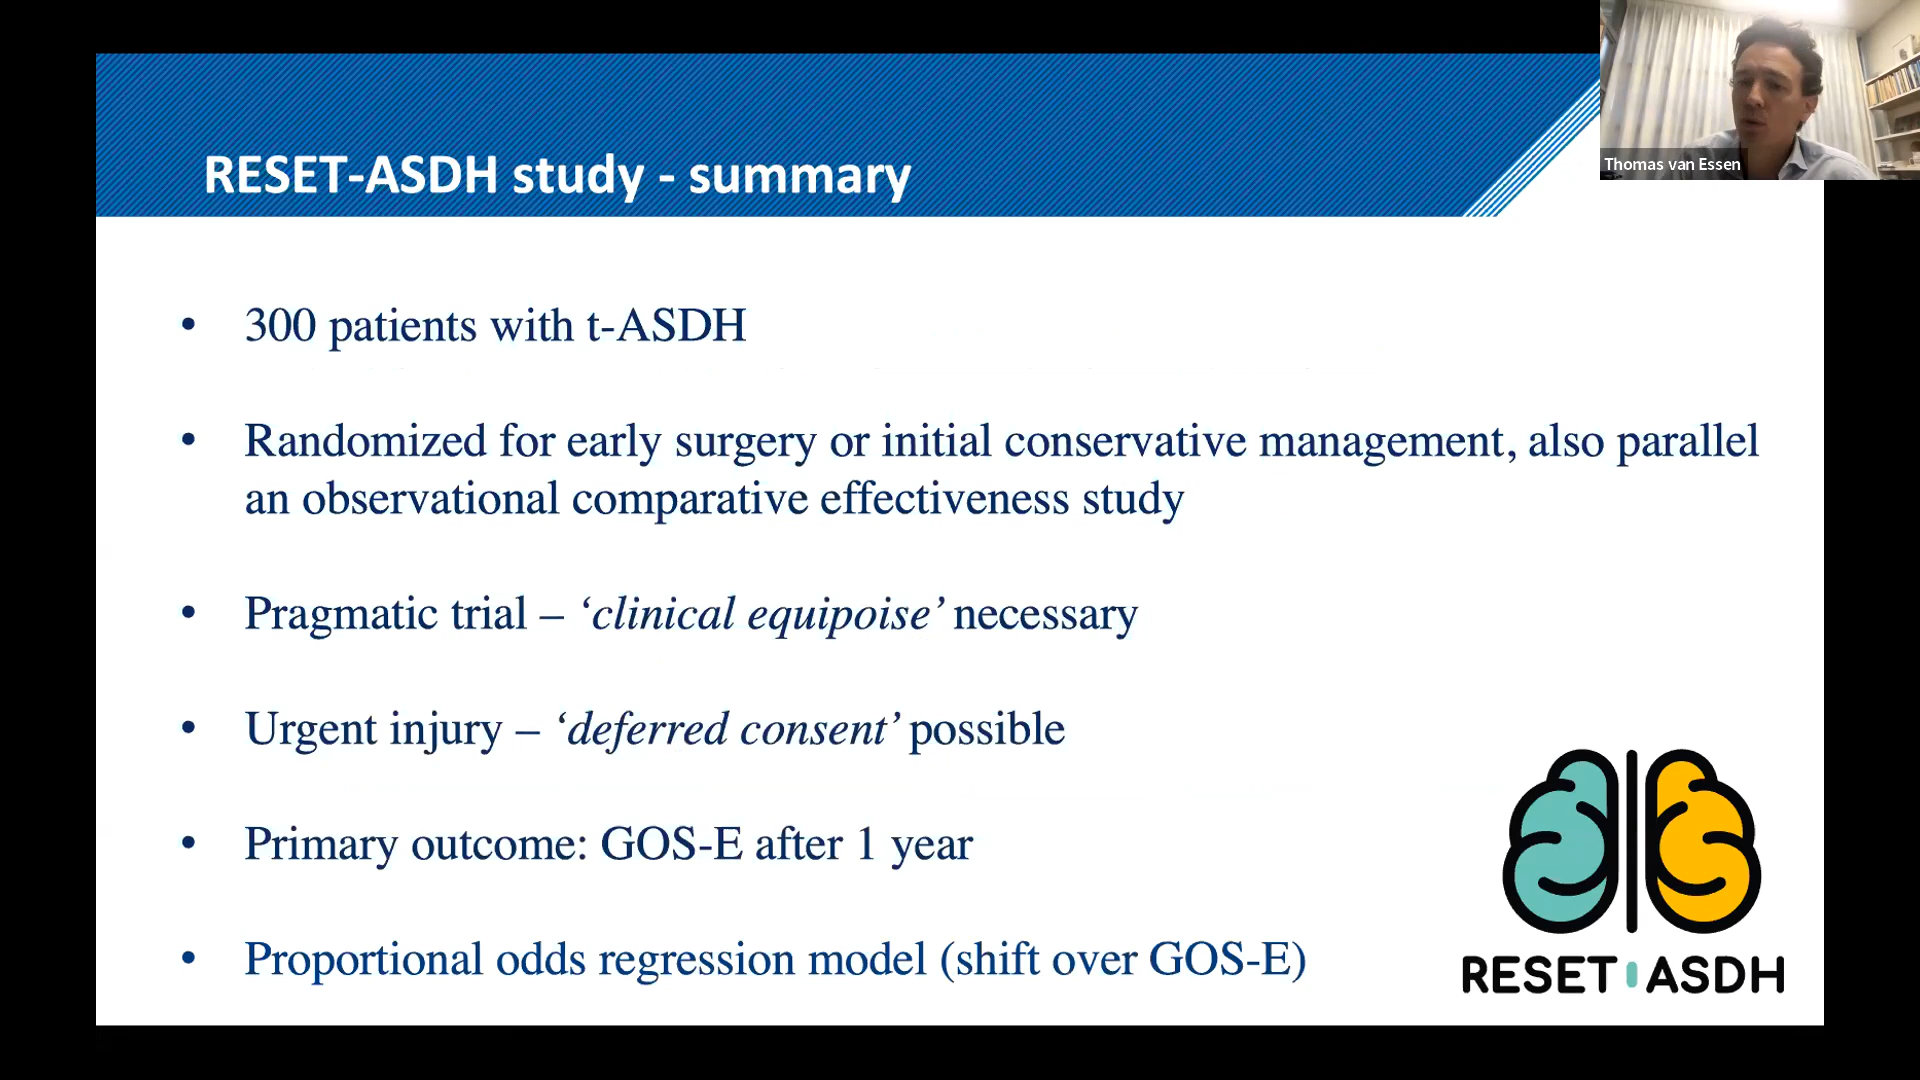 RESET-ASDH study - summary
Thomas van Essen
• 300 patients with t-ASDH
• Randomized for early surgery or initial conservative management, also parallel
an observational comparative effectiveness study
• Pragmatic trial – ‘clinical equipoise’ necessary
• Urgent injury – ‘deferred consent’ possible
• Primary outcome: GOS-E after 1 year
• Proportional odds regression model (shift over GOS-E)
RESET ASDH